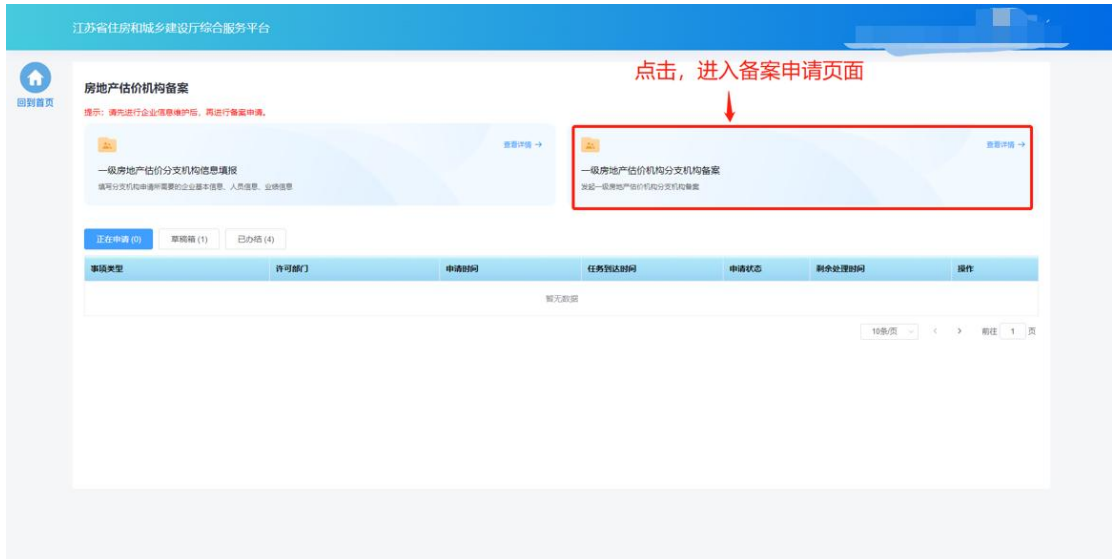 江苏省住房和城乡建设厅综合服务平台
回到首页
房地产估价机构备案
点击，进入备案申请页面
提示：请先进行企业信息维护后，再进行备案申请。
查看详情 →
一级房地产估价分支机构信息填报
填写分支机构申请所需要的企业基本信息、人员信息、业绩信息
查看详情 →
一级房地产估价机构分支机构备案
发起一级房地产估价机构分支机构备案
正在申请 (0) 草稿箱 (1) 已办结 (4)
事项类型 许可部门 申请时间 任务到达时间 申请状态 剩余处理时间 操作
暂无数据
10条/页 < > 前往 1 页